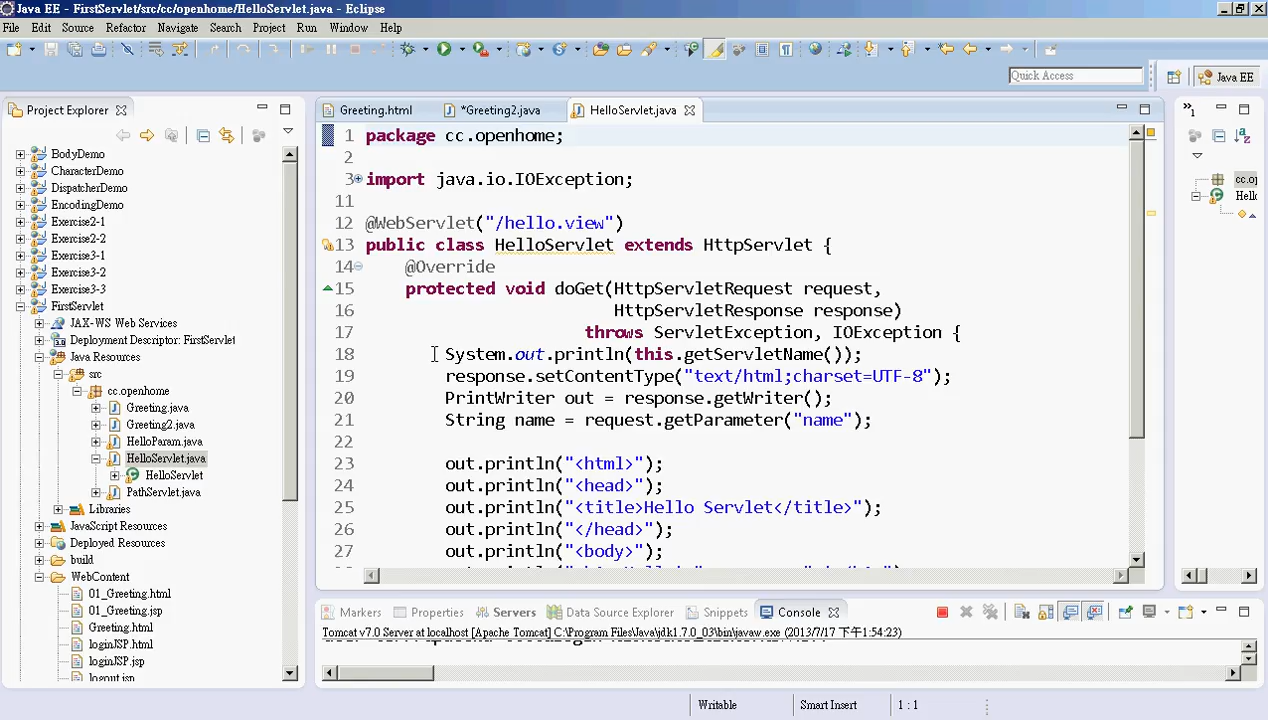 Java EE - FirstServlet/src/cc/openhome/HelloServlet.java - Eclipse
File Edit Source Refactor Navigate Search Project Run Window Help
Quick Access
Java EE
Project Explorer
BodyDemo
CharacterDemo
DispatcherDemo
EncodingDemo
Exercise2-1
Exercise2-2
Exercise3-1
Exercise3-2
Exercise3-3
FirstServlet
JAX-WS Web Services
Deployment Descriptor: FirstServlet
Java Resources
src
cc.openhome
Greeting.java
Greeting2.java
HelloParam.java
HelloServlet.java
HelloServlet
PathServlet.java
Libraries
JavaScript Resources
Deployed Resources
build
WebContent
01_Greeting.html
01_Greeting.jsp
Greeting.html
loginJSP.html
loginJSP.jsp
logout.jsp
Greeting.html *Greeting2.java HelloServlet.java
1 package cc.openhome;
2
3 import java.io.IOException;
11
12 @WebServlet("/hello.view")
13 public class HelloServlet extends HttpServlet {
14 @Override
15 protected void doGet(HttpServletRequest request,
16 HttpServletResponse response)
17 throws ServletException, IOException {
18 System.out.println(this.getServletName());
19 response.setContentType("text/html;charset=UTF-8");
20 PrintWriter out = response.getWriter();
21 String name = request.getParameter("name");
22
23 out.println("<html>");
24 out.println("<head>");
25 out.println("<title>Hello Servlet</title>");
26 out.println("</head>");
27 out.println("<body>");
»1
cc.op
Hello
Markers Properties Servers Data Source Explorer Snippets Console
Tomcat v7.0 Server at localhost [Apache Tomcat] C:\Program Files\Java\jdk1.7.0_03\bin\javaw.exe (2013/7/17 下午1:54:23)
Writable Smart Insert 1 : 1